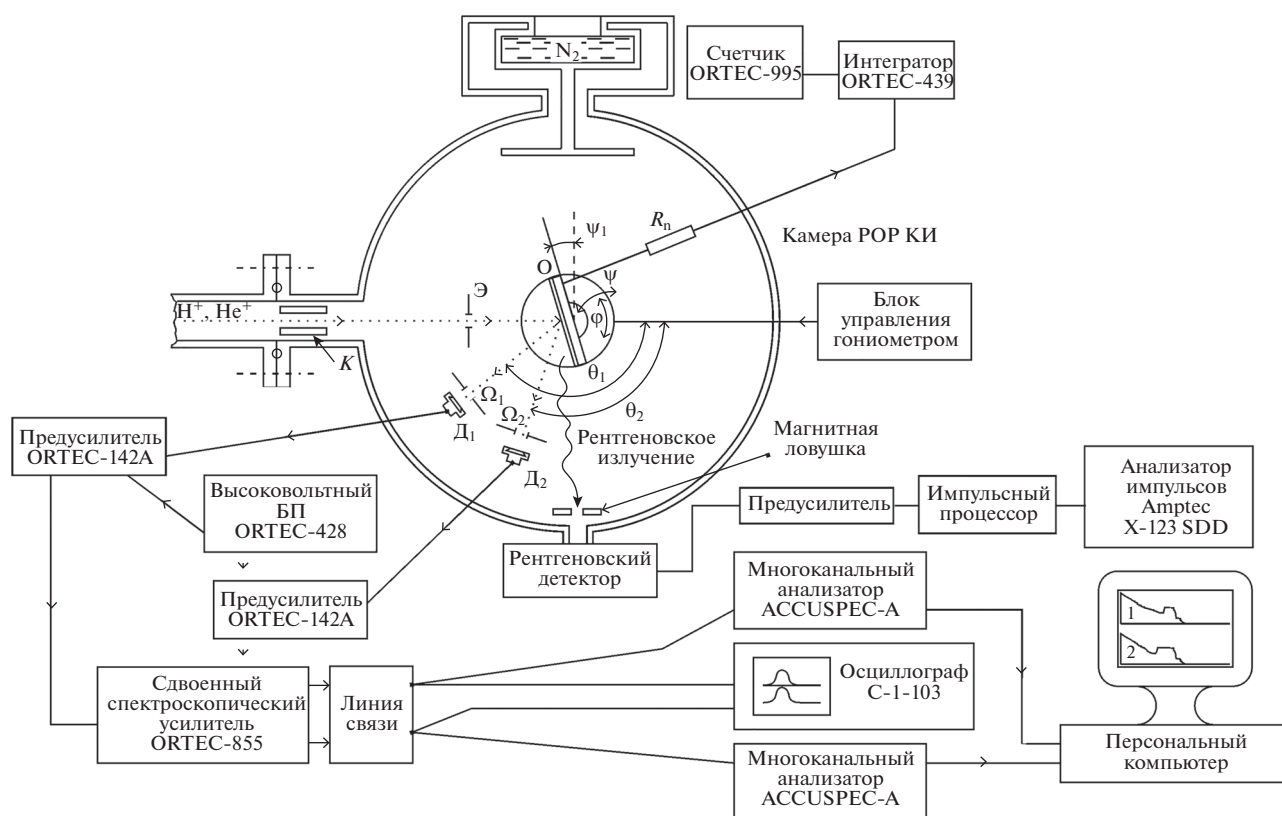 N₂
Счетчик
ORTEC-995
Интегратор
ORTEC-439
Rₙ
ψ₁
Камера РОР КИ
O
ψ
H⁺, He⁺
Э
φ
Блок
управления
гониометром
K
θ₁
Ω₁
θ₂
Ω₂
Д₁
Рентгеновское
излучение
Магнитная
ловушка
Предусилитель
ORTEC-142A
Д₂
Высоковольтный
БП
ORTEC-428
Предусилитель
Импульсный
процессор
Анализатор
импульсов
Amptec
X-123 SDD
Рентгеновский
детектор
Предусилитель
ORTEC-142A
Многоканальный
анализатор
ACCUSPEC-A
1
2
Сдвоенный
спектроскопический
усилитель
ORTEC-855
Линия
связи
Осциллограф
С-1-103
Персональный
компьютер
Многоканальный
анализатор
ACCUSPEC-A